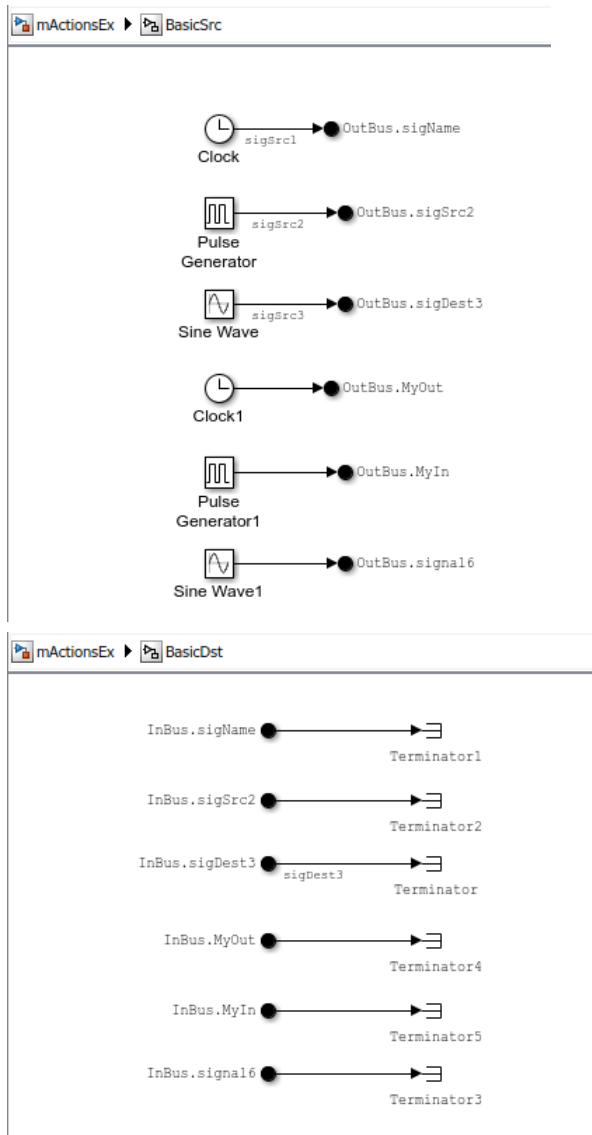 mActionsEx BasicSrc
OutBus.sigName
sigSrc1
Clock
OutBus.sigSrc2
sigSrc2
Pulse
Generator
OutBus.sigDest3
sigSrc3
Sine Wave
OutBus.MyOut
Clock1
OutBus.MyIn
Pulse
Generator1
OutBus.signal6
Sine Wave1
mActionsEx BasicDst
InBus.sigName
Terminator1
InBus.sigSrc2
Terminator2
InBus.sigDest3
sigDest3
Terminator
InBus.MyOut
Terminator4
InBus.MyIn
Terminator5
InBus.signal6
Terminator3